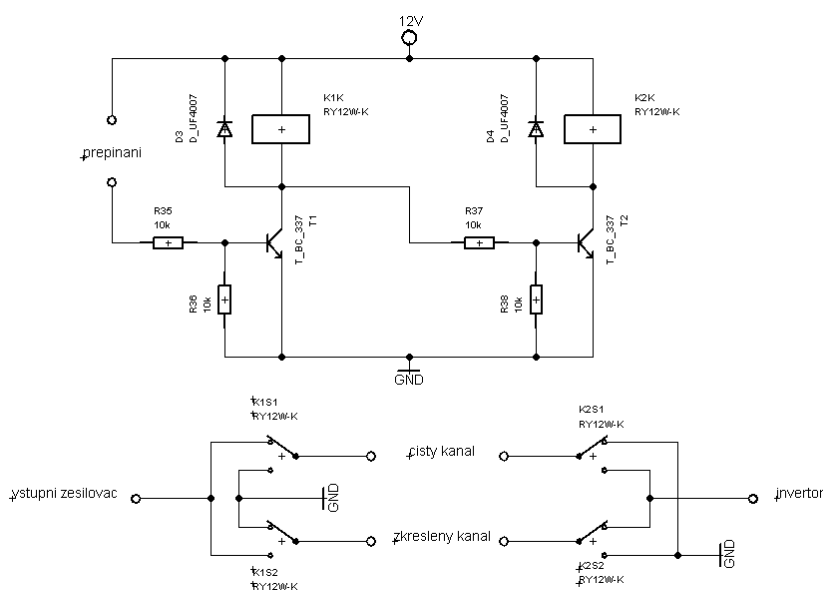 12V
K1K
RY12W-K
D3
D_UF4007
K2K
RY12W-K
D4
D_UF4007
prepinani
R35
10k
T_BC_337
T1
R37
10k
T_BC_337
T2
R36
10k
R38
10k
GND
K1S1
RY12W-K
K2S1
RY12W-K
cisty kanal
vstupni zesilovac
GND
invertor
zkresleny kanal
GND
K1S2
RY12W-K
K2S2
RY12W-K